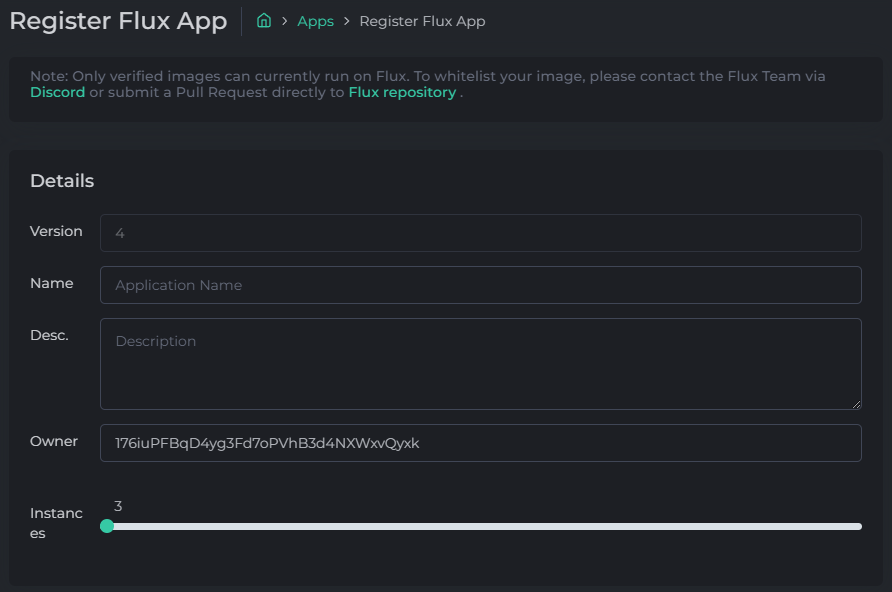 Register Flux App
Apps > Register Flux App
Note: Only verified images can currently run on Flux. To whitelist your image, please contact the Flux Team via
Discord or submit a Pull Request directly to Flux repository .
Details
Version
4
Name
Application Name
Desc.
Description
Owner
176iuPFBqD4yg3Fd7oPVhB3d4NXWxvQyxk
3
Instanc
es